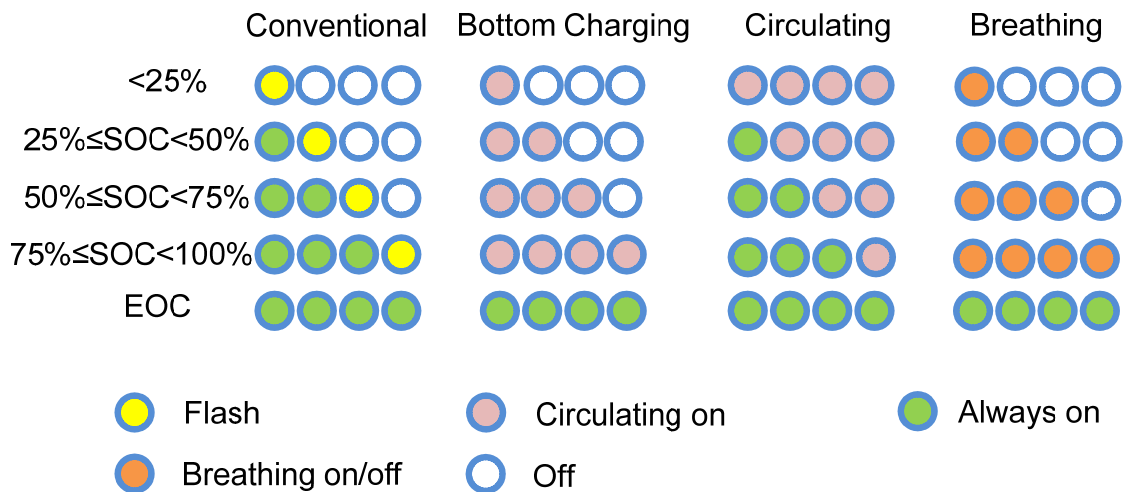 Conventional Bottom Charging Circulating Breathing
<25%
25%≤SOC<50%
50%≤SOC<75%
75%≤SOC<100%
EOC
Flash Circulating on Always on
Breathing on/off Off